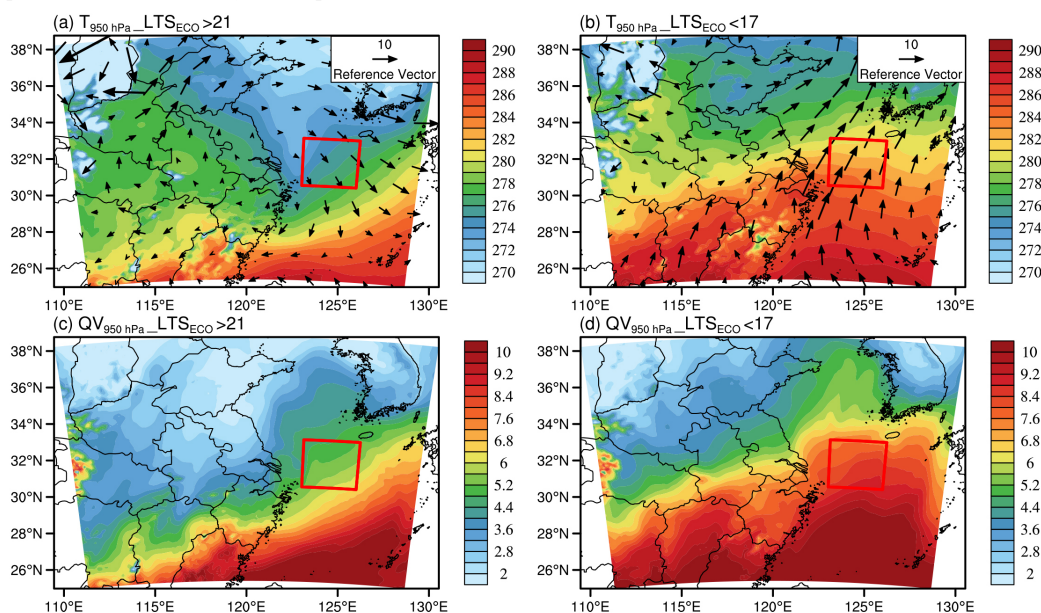 (a) T950 hPa_LTSECO>21
(b) T950 hPa_LTSECO<17
38°N
36°N
34°N
32°N
30°N
28°N
26°N
110°E 115°E 120°E 125°E 130°E
10
Reference Vector
290
288
286
284
282
280
278
276
274
272
270
38°N
36°N
34°N
32°N
30°N
28°N
26°N
110°E 115°E 120°E 125°E 130°E
10
Reference Vector
290
288
286
284
282
280
278
276
274
272
270
(c) QV950 hPa_LTSECO>21
(d) QV950 hPa_LTSECO<17
38°N
36°N
34°N
32°N
30°N
28°N
26°N
110°E 115°E 120°E 125°E 130°E
10
9.2
8.4
7.6
6.8
6
5.2
4.4
3.6
2.8
2
38°N
36°N
34°N
32°N
30°N
28°N
26°N
110°E 115°E 120°E 125°E 130°E
10
9.2
8.4
7.6
6.8
6
5.2
4.4
3.6
2.8
2